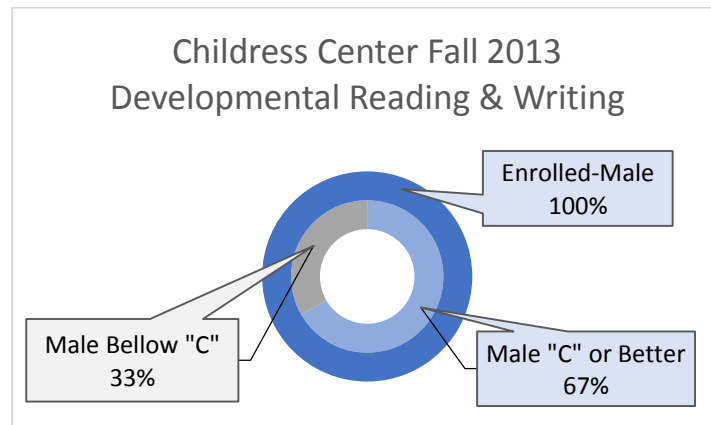 Childress Center Fall 2013
Developmental Reading & Writing
Enrolled-Male
100%
Male Bellow "C"
33%
Male "C" or Better
67%